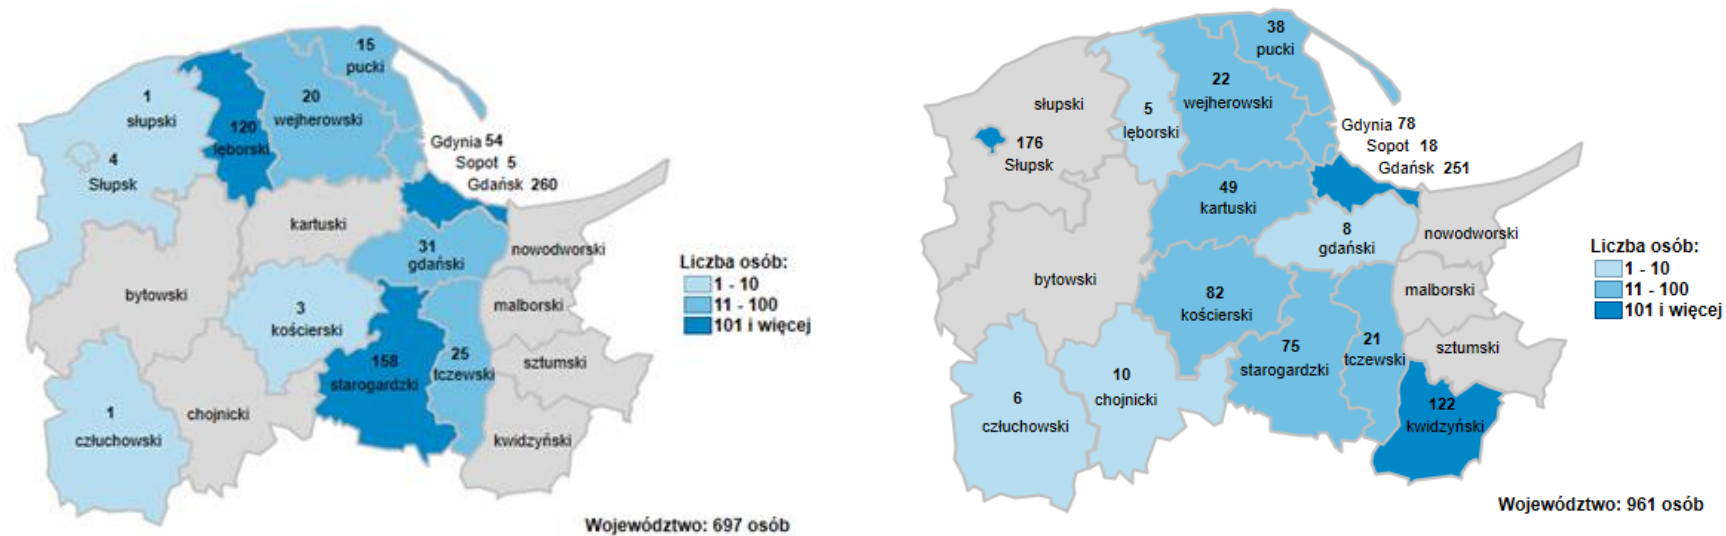 15
pucki
1
słupski
20
wejherowski
120
lęborski
4
Słupsk
Gdynia 54
Sopot 5
Gdańsk 260
kartuski
31
gdański
nowodworski
bytowski
3
kościerski
malborski
158
starogardzki
25
tczewski
sztumski
1
człuchowski
chojnicki
kwidzyński
Liczba osób:
1 - 10
11 - 100
101 i więcej
Województwo: 697 osób
38
pucki
22
wejherowski
słupski
5
lęborski
176
Słupsk
Gdynia 78
Sopot 18
Gdańsk 251
49
kartuski
8
gdański
nowodworski
bytowski
82
kościerski
malborski
75
starogardzki
21
tczewski
sztumski
6
człuchowski
10
chojnicki
122
kwidzyński
Liczba osób:
1 - 10
11 - 100
101 i więcej
Województwo: 961 osób